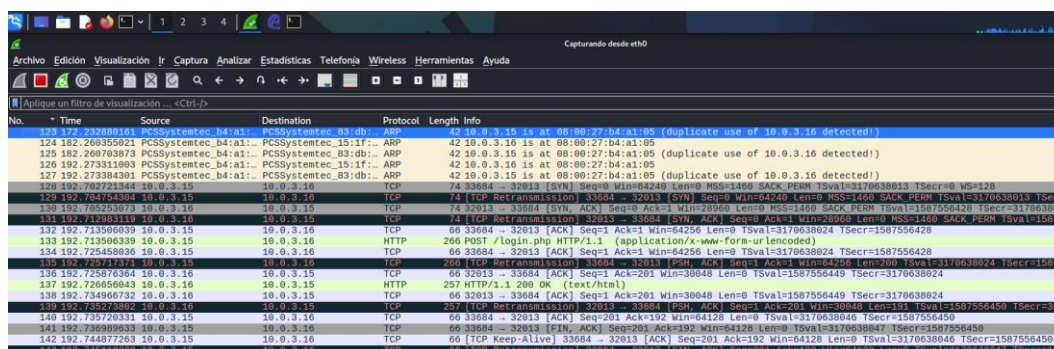 1 2 3 4
Capturando desde eth0
Archivo Edición Visualización Ir Captura Analizar Estadísticas Telefonía Wireless Herramientas Ayuda
Aplique un filtro de visualización … <Ctrl-/>
No. Time Source Destination Protocol Length Info
123 172.232880161 PCSSystemtec_b4:a1:… PCSSystemtec_83:db:… ARP 42 10.0.3.15 is at 08:00:27:b4:a1:05 (duplicate use of 10.0.3.16 detected!)
124 182.260355021 PCSSystemtec_b4:a1:… PCSSystemtec_15:1f:… ARP 42 10.0.3.16 is at 08:00:27:b4:a1:05
125 182.260703873 PCSSystemtec_b4:a1:… PCSSystemtec_83:db:… ARP 42 10.0.3.15 is at 08:00:27:b4:a1:05 (duplicate use of 10.0.3.16 detected!)
126 192.273311003 PCSSystemtec_b4:a1:… PCSSystemtec_15:1f:… ARP 42 10.0.3.16 is at 08:00:27:b4:a1:05
127 192.273384301 PCSSystemtec_b4:a1:… PCSSystemtec_83:db:… ARP 42 10.0.3.15 is at 08:00:27:b4:a1:05 (duplicate use of 10.0.3.16 detected!)
128 192.702721344 10.0.3.15 10.0.3.16 TCP 74 33684 → 32013 [SYN] Seq=0 Win=64240 Len=0 MSS=1460 SACK_PERM TSval=3170638013 TSecr=0 WS=128
129 192.704754304 10.0.3.15 10.0.3.16 TCP 74 [TCP Retransmission] 33684 → 32013 [SYN] Seq=0 Win=64240 Len=0 MSS=1460 SACK_PERM TSval=3170638013 TSe
130 192.705253073 10.0.3.16 10.0.3.15 TCP 74 32013 → 33684 [SYN, ACK] Seq=0 Ack=1 Win=28960 Len=0 MSS=1460 SACK_PERM TSval=1587556428 TSecr=3170638
131 192.712983119 10.0.3.16 10.0.3.15 TCP 74 [TCP Retransmission] 32013 → 33684 [SYN, ACK] Seq=0 Ack=1 Win=28960 Len=0 MSS=1460 SACK_PERM TSval=158
132 192.713506039 10.0.3.15 10.0.3.16 TCP 66 33684 → 32013 [ACK] Seq=1 Ack=1 Win=64256 Len=0 TSval=3170638024 TSecr=1587556428
133 192.713506339 10.0.3.15 10.0.3.16 HTTP 266 POST /login.php HTTP/1.1 (application/x-www-form-urlencoded)
134 192.725458036 10.0.3.15 10.0.3.16 TCP 66 33684 → 32013 [ACK] Seq=1 Ack=1 Win=64256 Len=0 TSval=3170638024 TSecr=1587556428
135 192.725717371 10.0.3.15 10.0.3.16 TCP 266 [TCP Retransmission] 33684 → 32013 [PSH, ACK] Seq=1 Ack=1 Win=64256 Len=200 TSval=3170638024 TSecr=158
136 192.725876364 10.0.3.16 10.0.3.15 TCP 66 32013 → 33684 [ACK] Seq=1 Ack=201 Win=30048 Len=0 TSval=1587556449 TSecr=3170638024
137 192.726656043 10.0.3.16 10.0.3.15 HTTP 257 HTTP/1.1 200 OK (text/html)
138 192.734966732 10.0.3.16 10.0.3.15 TCP 66 32013 → 33684 [ACK] Seq=1 Ack=201 Win=30048 Len=0 TSval=1587556449 TSecr=3170638024
139 192.735273802 10.0.3.16 10.0.3.15 TCP 257 [TCP Retransmission] 32013 → 33684 [PSH, ACK] Seq=1 Ack=201 Win=30048 Len=191 TSval=1587556450 TSecr=3
140 192.735720331 10.0.3.15 10.0.3.16 TCP 66 33684 → 32013 [ACK] Seq=201 Ack=192 Win=64128 Len=0 TSval=3170638046 TSecr=1587556450
141 192.736989633 10.0.3.15 10.0.3.16 TCP 66 33684 → 32013 [FIN, ACK] Seq=201 Ack=192 Win=64128 Len=0 TSval=3170638047 TSecr=1587556450
142 192.744877263 10.0.3.15 10.0.3.16 TCP 66 [TCP Keep-Alive] 33684 → 32013 [ACK] Seq=201 Ack=192 Win=64128 Len=0 TSval=3170638046 TSecr=1587556450